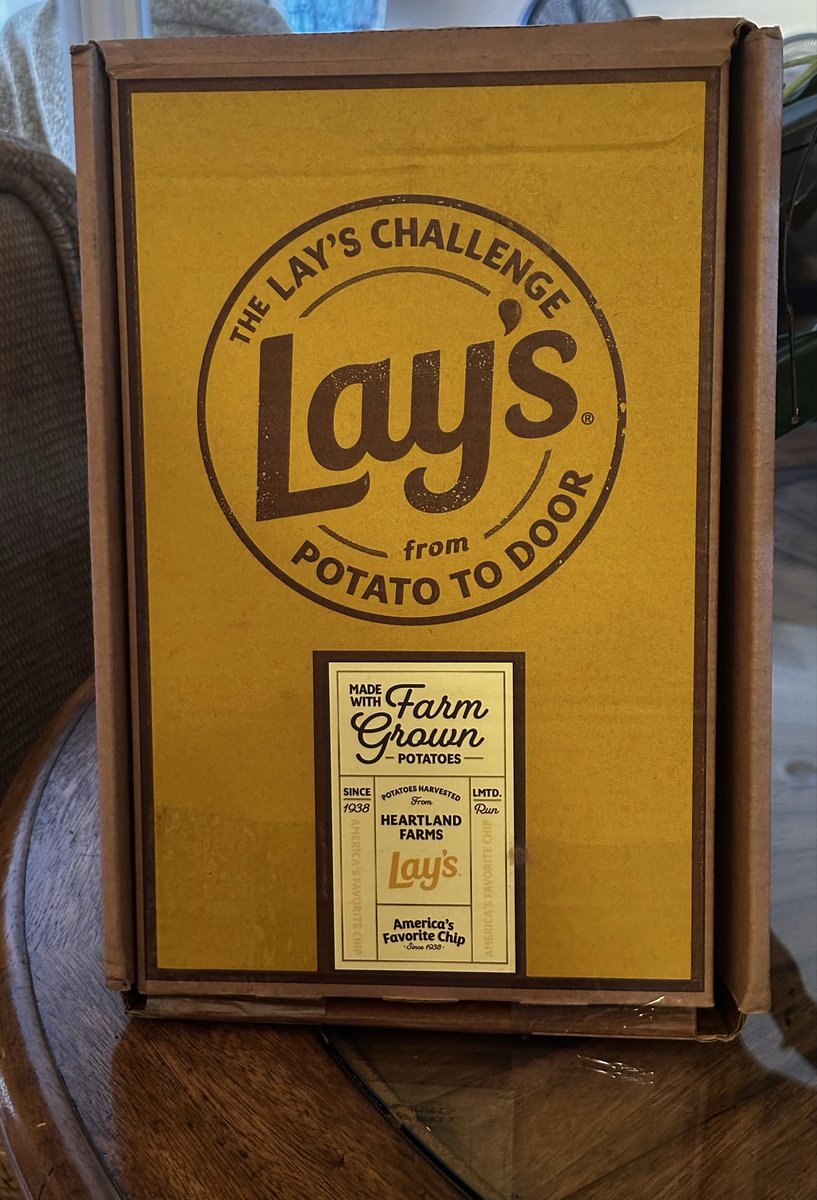 THE LAY'S CHALLENGE
Lay's®
from
POTATO TO DOOR
MADE WITH Farm Grown
POTATOES
SINCE
1938
AMERICA'S FAVORITE CHIP
POTATOES HARVESTED
From
HEARTLAND
FARMS
Lay's
America's
Favorite Chip
Since 1938
LMTD.
Run
AMERICA'S FAVORITE CHIP